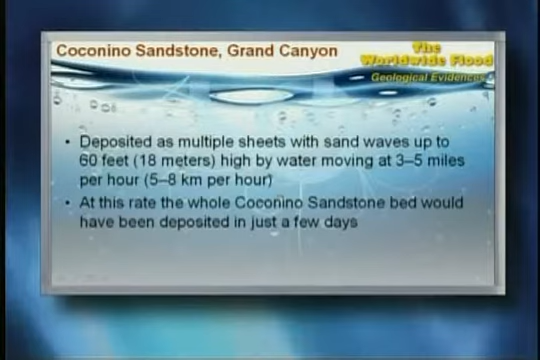 Coconino Sandstone, Grand Canyon
The
Worldwide Flood
Geological Evidences
• Deposited as multiple sheets with sand waves up to
60 feet (18 meters) high by water moving at 3–5 miles
per hour (5–8 km per hour)
• At this rate the whole Coconino Sandstone bed would
have been deposited in just a few days